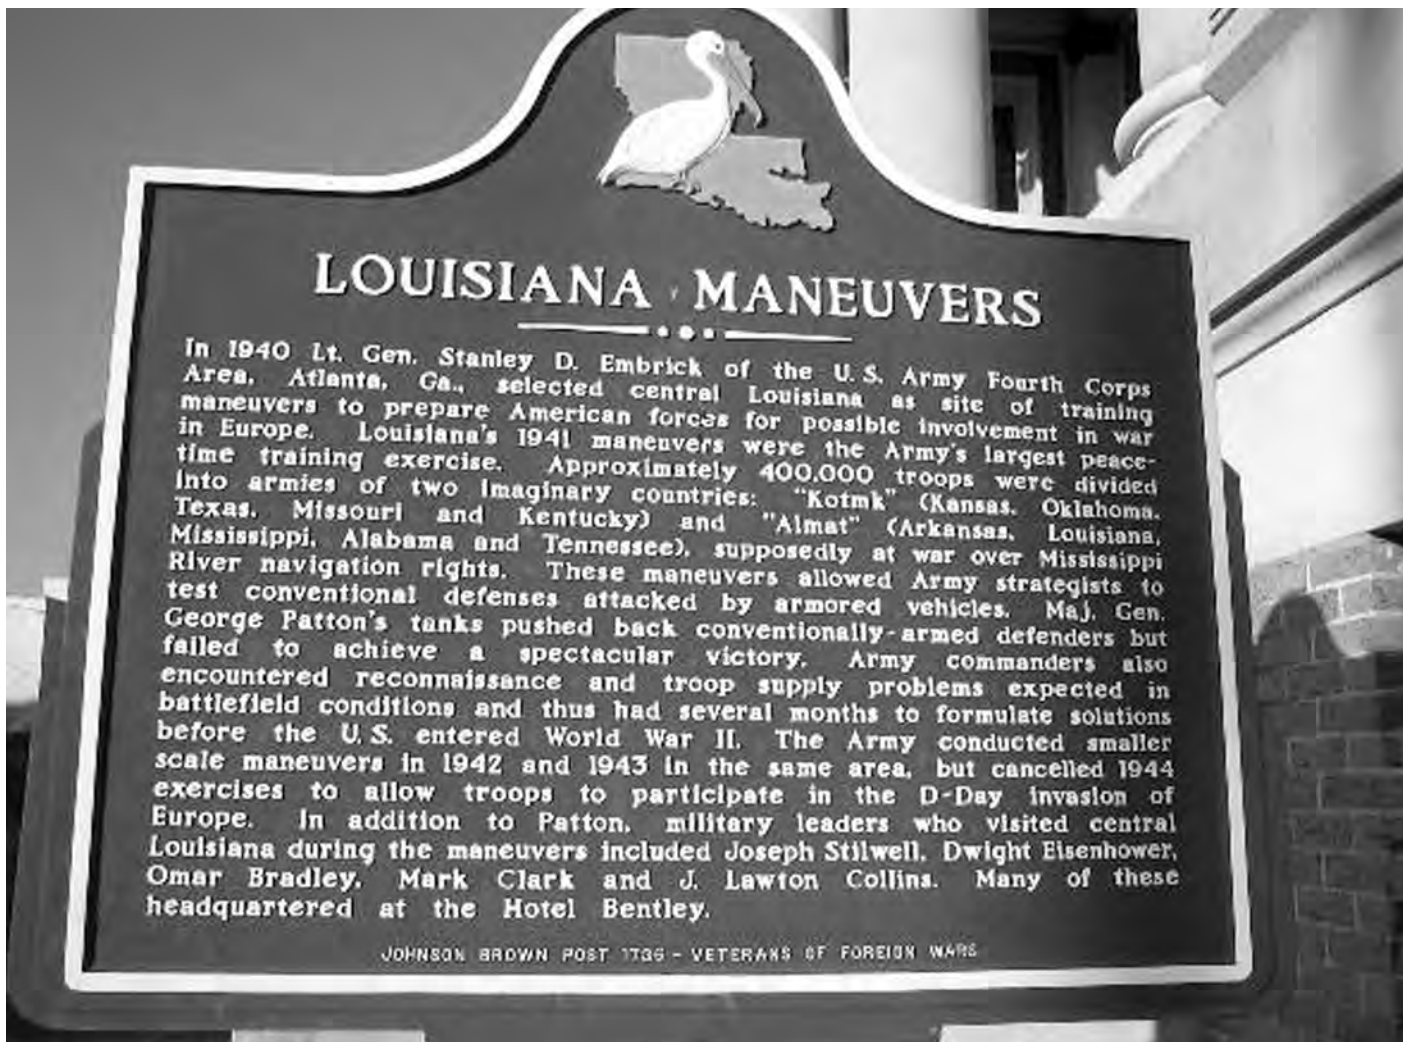 LOUISIANA MANEUVERS
In 1940 Lt. Gen. Stanley D. Embrick of the U.S. Army Fourth Corps
Area, Atlanta, Ga., selected central Louisiana as site of training
maneuvers to prepare American forces for possible involvement in war
in Europe. Louisiana's 1941 maneuvers were the Army's largest peace-
time training exercise. Approximately 400,000 troops were divided
into armies of two imaginary countries: "Kotmk" (Kansas, Oklahoma,
Texas, Missouri and Kentucky) and "Almat" (Arkansas, Louisiana,
Mississippi, Alabama and Tennessee), supposedly at war over Mississippi
River navigation rights. These maneuvers allowed Army strategists to
test conventional defenses attacked by armored vehicles. Maj. Gen.
George Patton's tanks pushed back conventionally-armed defenders but
failed to achieve a spectacular victory. Army commanders also
encountered reconnaissance and troop supply problems expected in
battlefield conditions and thus had several months to formulate solutions
before the U.S. entered World War II. The Army conducted smaller
scale maneuvers in 1942 and 1943 in the same area, but cancelled 1944
exercises to allow troops to participate in the D-Day invasion of
Europe. In addition to Patton, military leaders who visited central
Louisiana during the maneuvers included Joseph Stilwell, Dwight Eisenhower,
Omar Bradley, Mark Clark and J. Lawton Collins. Many of these
headquartered at the Hotel Bentley.
JOHNSON BROWN POST 1736 - VETERANS OF FOREIGN WARS